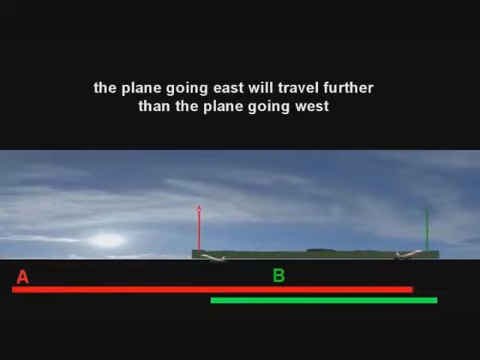 the plane going east will travel further
than the plane going west
A
B